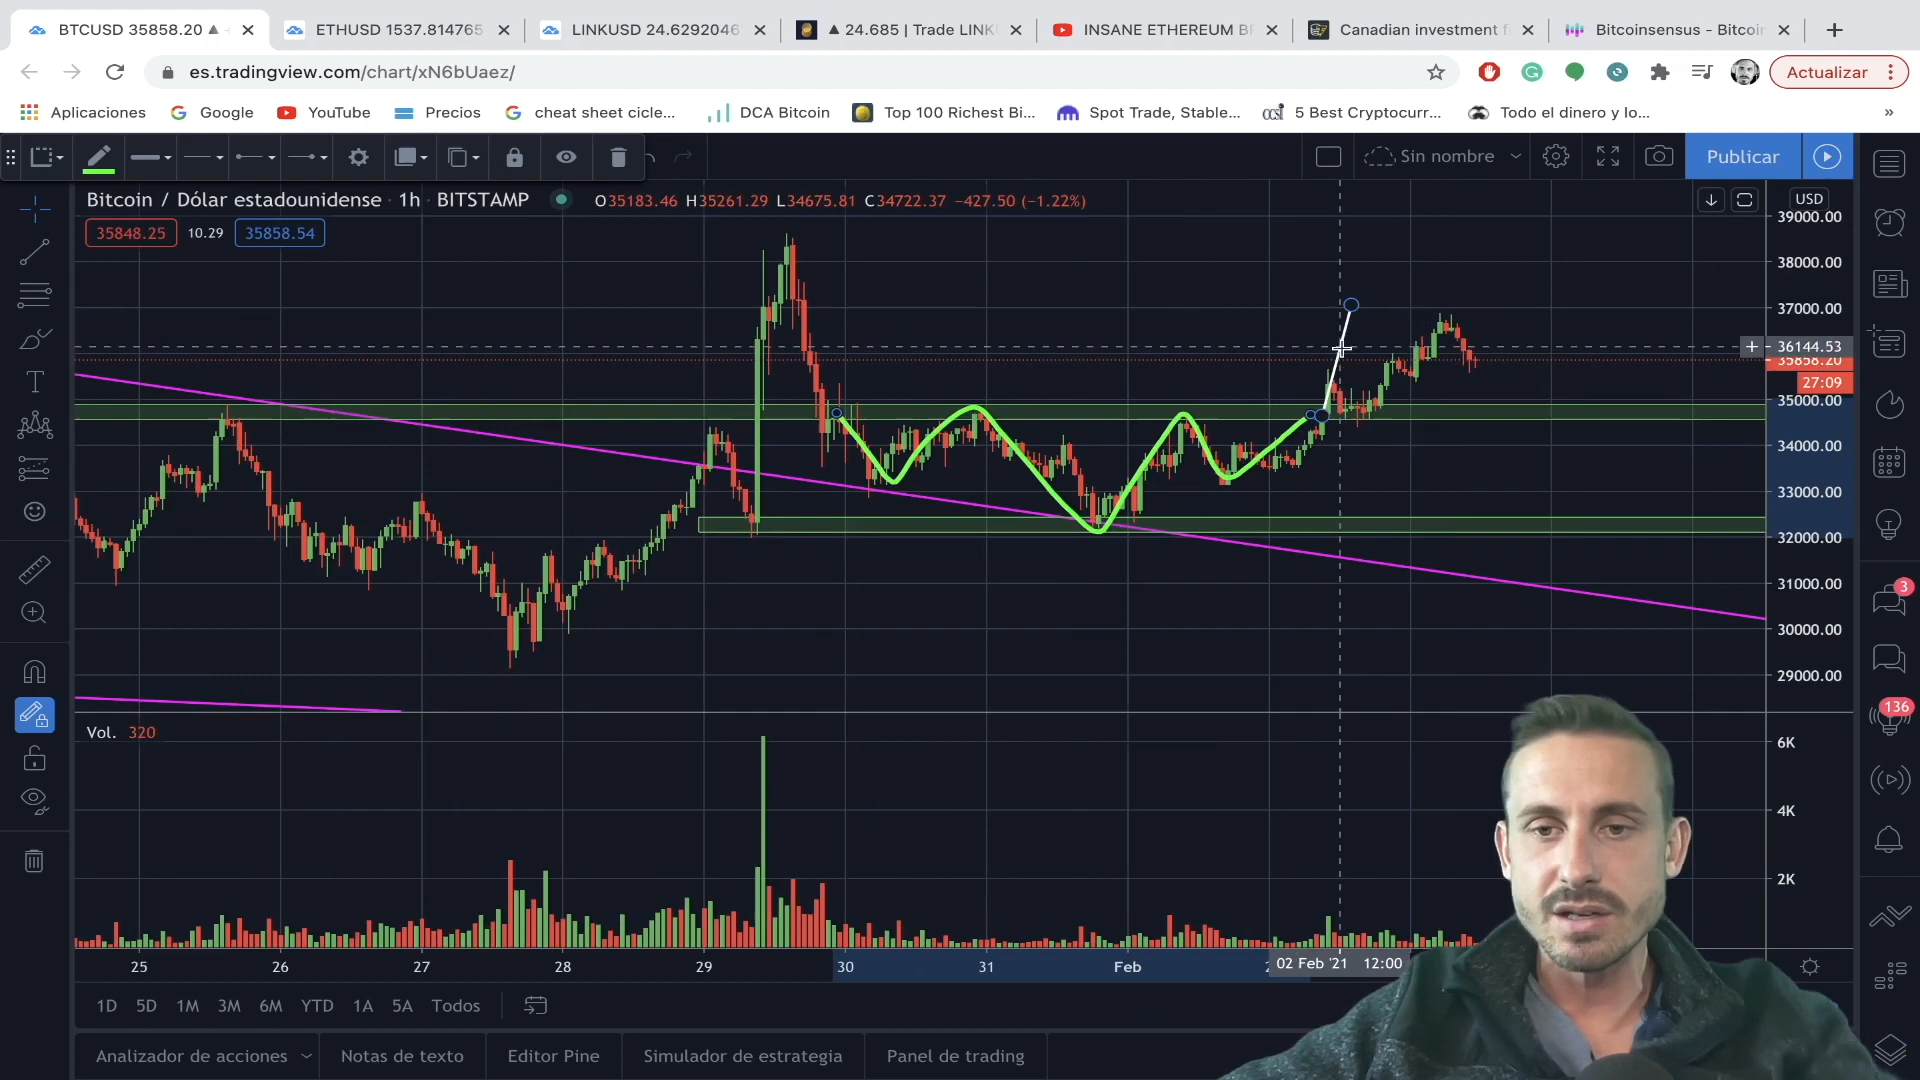 BTCUSD 35858.20 ▲
ETHUSD 1537.814765
LINKUSD 24.6292046
▲ 24.685 | Trade LINK
INSANE ETHEREUM
Canadian investment
Bitcoinsensus - Bitcoin
es.tradingview.com/chart/xN6bUaez/
Actualizar
Aplicaciones
Google
YouTube
Precios
cheat sheet cicle...
DCA Bitcoin
Top 100 Richest Bi...
Spot Trade, Stable...
5 Best Cryptocurr...
Todo el dinero y lo...
»
Sin nombre
Publicar
Bitcoin / Dólar estadounidense · 1h · BITSTAMP
O35183.46 H35261.29 L34675.81 C34722.37 −427.50 (−1.22%)
USD
35848.25
10.29
35858.54
39000.00
38000.00
37000.00
36144.53
35858.20
27:09
35000.00
34000.00
33000.00
32000.00
31000.00
30000.00
29000.00
3
136
Vol. 320
6K
4K
2K
25
26
27
28
29
30
31
Feb
02 Feb '21 12:00
1D
5D
1M
3M
6M
YTD
1A
5A
Todos
Analizador de acciones
Notas de texto
Editor Pine
Simulador de estrategia
Panel de trading